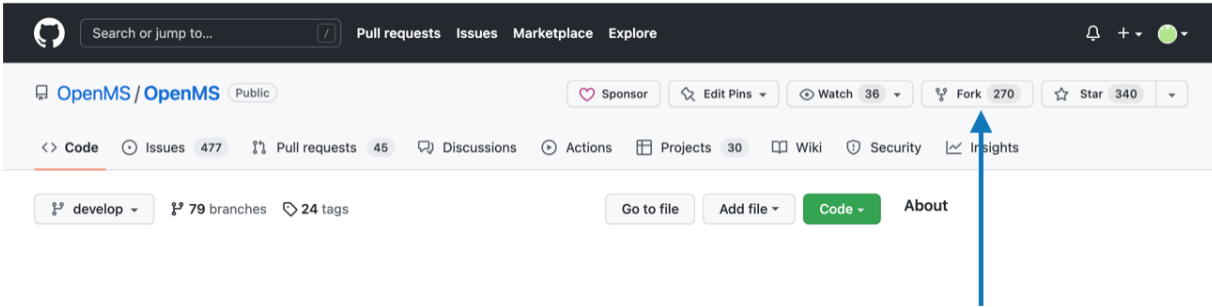 Search or jump to... / Pull requests Issues Marketplace Explore
OpenMS / OpenMS Public Sponsor Edit Pins Watch 36 Fork 270 Star 340
<> Code Issues 477 Pull requests 45 Discussions Actions Projects 30 Wiki Security Insights
develop 79 branches 24 tags Go to file Add file Code About